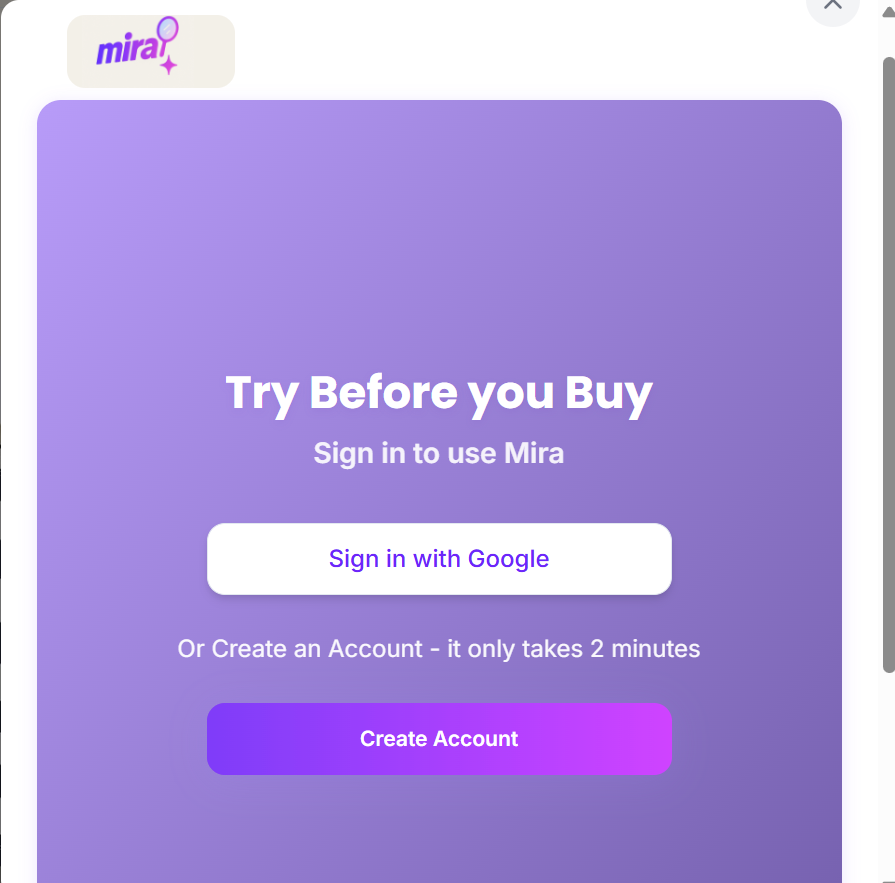 mira
Try Before you Buy
Sign in to use Mira
Sign in with Google
Or Create an Account - it only takes 2 minutes
Create Account